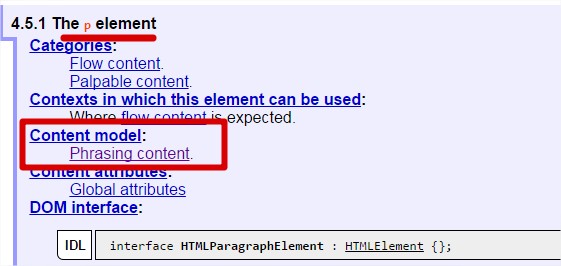 4.5.1 The p element
Categories:
Flow content.
Palpable content.
Contexts in which this element can be used:
Where flow content is expected.
Content model:
Phrasing content.
Content attributes:
Global attributes
DOM interface:
IDL interface HTMLParagraphElement : HTMLElement {};